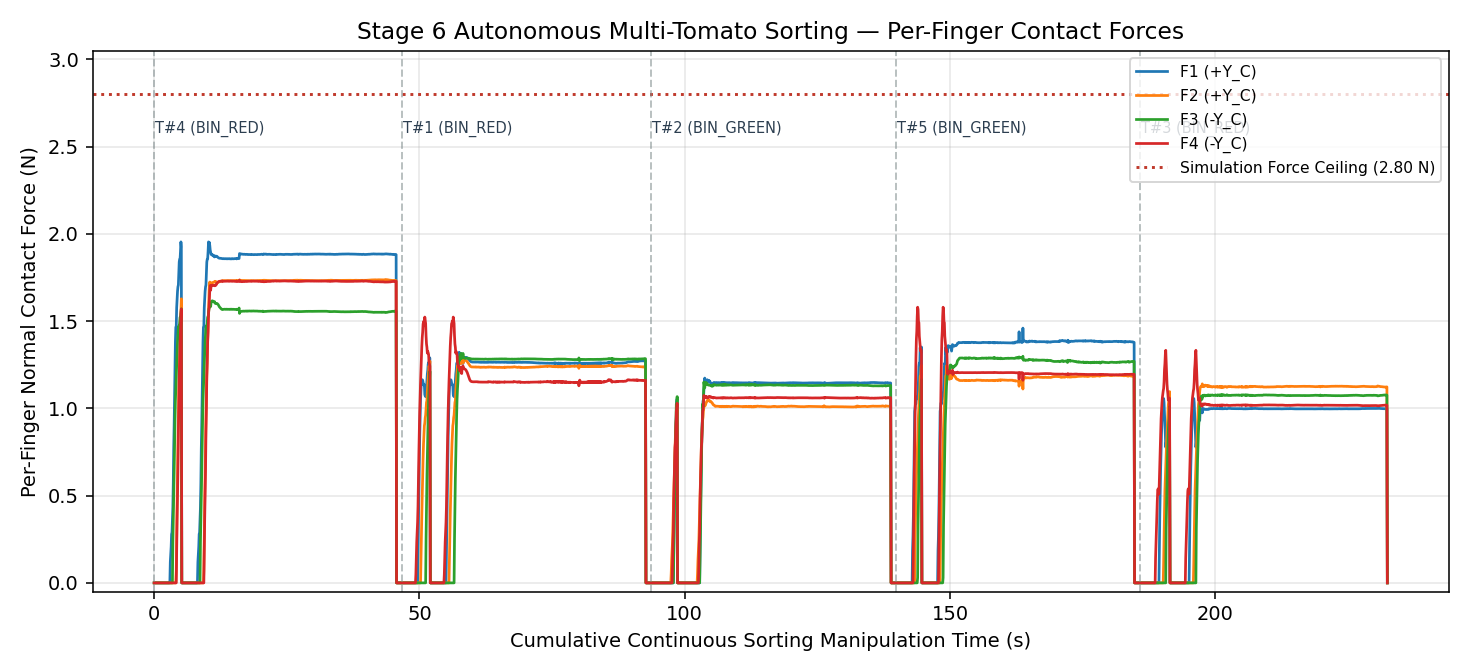 Stage 6 Autonomous Multi-Tomato Sorting — Per-Finger Contact Forces
Per-Finger Normal Contact Force (N)
3.0
2.5
2.0
1.5
1.0
0.5
0.0
T#4 (BIN_RED)
T#1 (BIN_RED)
T#2 (BIN_GREEN)
T#5 (BIN_GREEN)
T#3 (BIN_RED)
F1 (+Y_C)
F2 (+Y_C)
F3 (-Y_C)
F4 (-Y_C)
Simulation Force Ceiling (2.80 N)
0
50
100
150
200
Cumulative Continuous Sorting Manipulation Time (s)